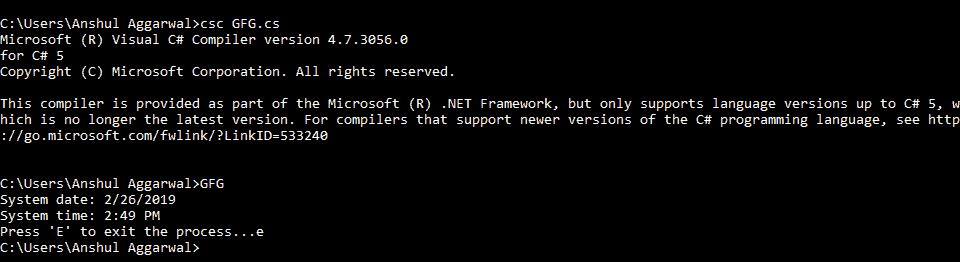 C:\Users\Anshul Aggarwal>csc GFG.cs
Microsoft (R) Visual C# Compiler version 4.7.3056.0
for C# 5
Copyright (C) Microsoft Corporation. All rights reserved.
This compiler is provided as part of the Microsoft (R) .NET Framework, but only supports language versions up to C# 5, w
hich is no longer the latest version. For compilers that support newer versions of the C# programming language, see http
://go.microsoft.com/fwlink/?LinkID=533240
C:\Users\Anshul Aggarwal>GFG
System date: 2/26/2019
System time: 2:49 PM
Press 'E' to exit the process...e
C:\Users\Anshul Aggarwal>